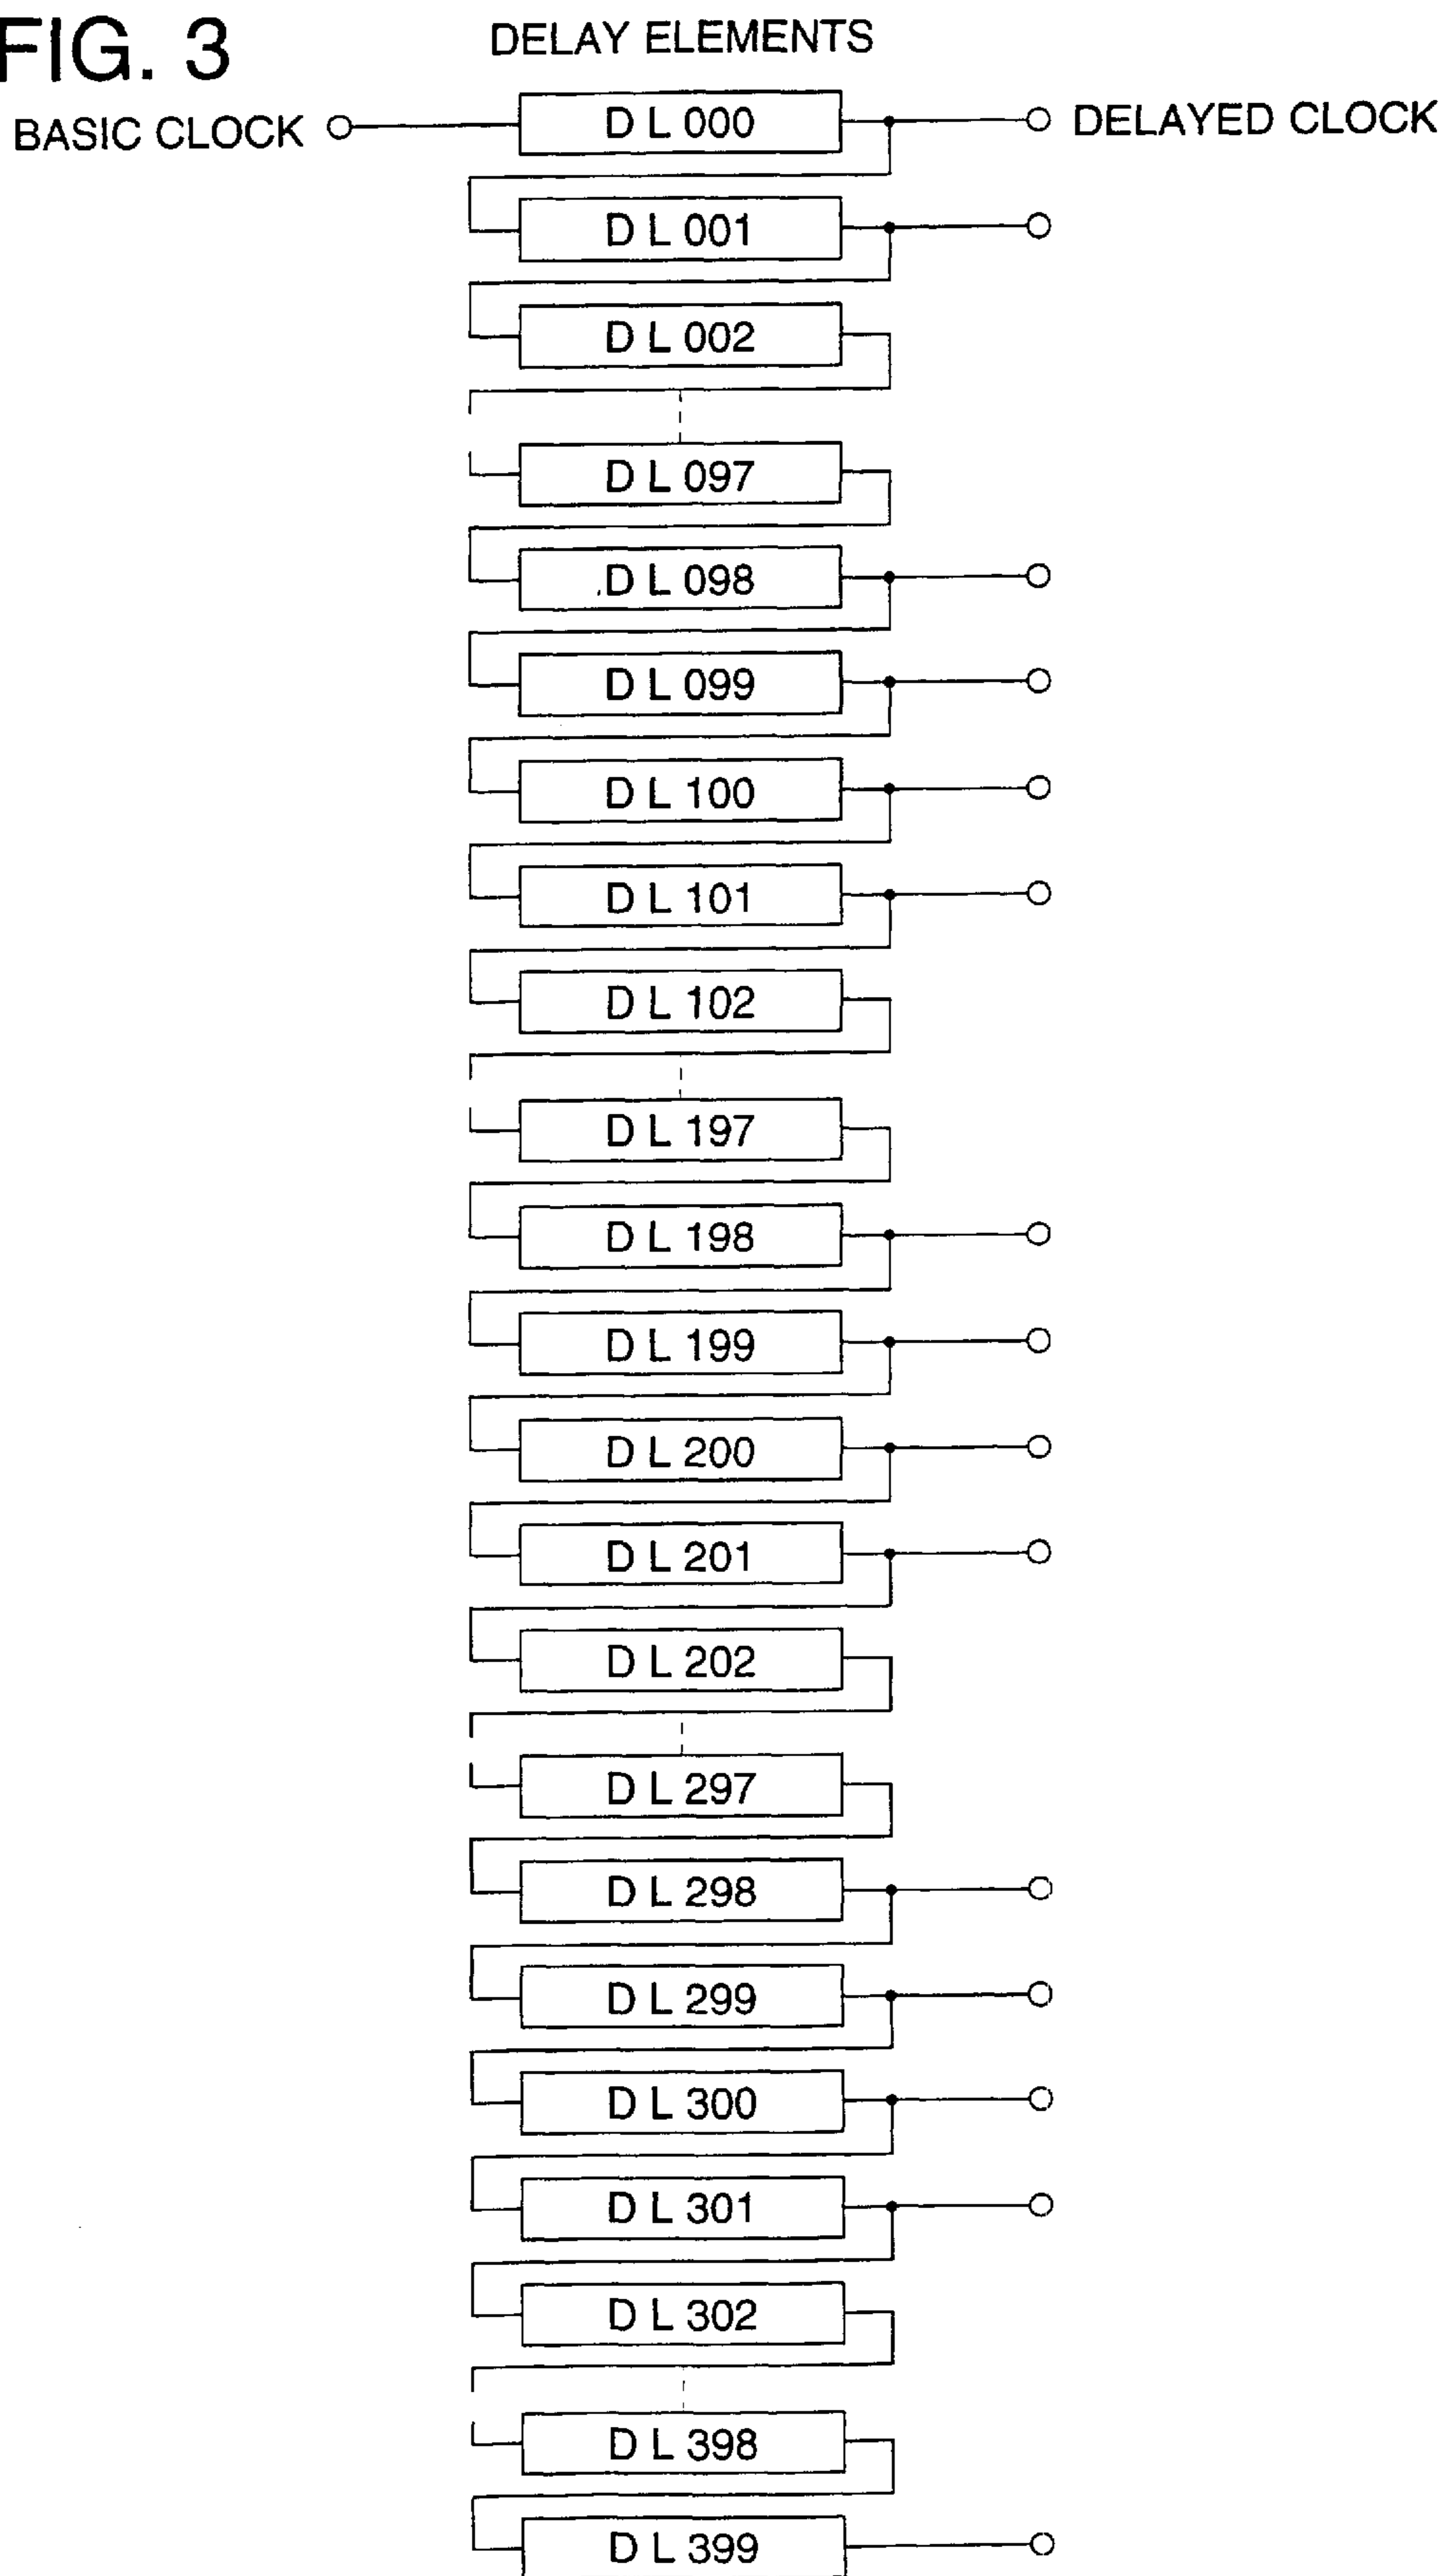 FIG. 3
DELAY ELEMENTS
BASIC CLOCK
D L 000
DELAYED CLOCK
D L 001
D L 002
D L 097
D L 098
D L 099
D L 100
D L 101
D L 102
D L 197
D L 198
D L 199
D L 200
D L 201
D L 202
D L 297
D L 298
D L 299
D L 300
D L 301
D L 302
D L 398
D L 399